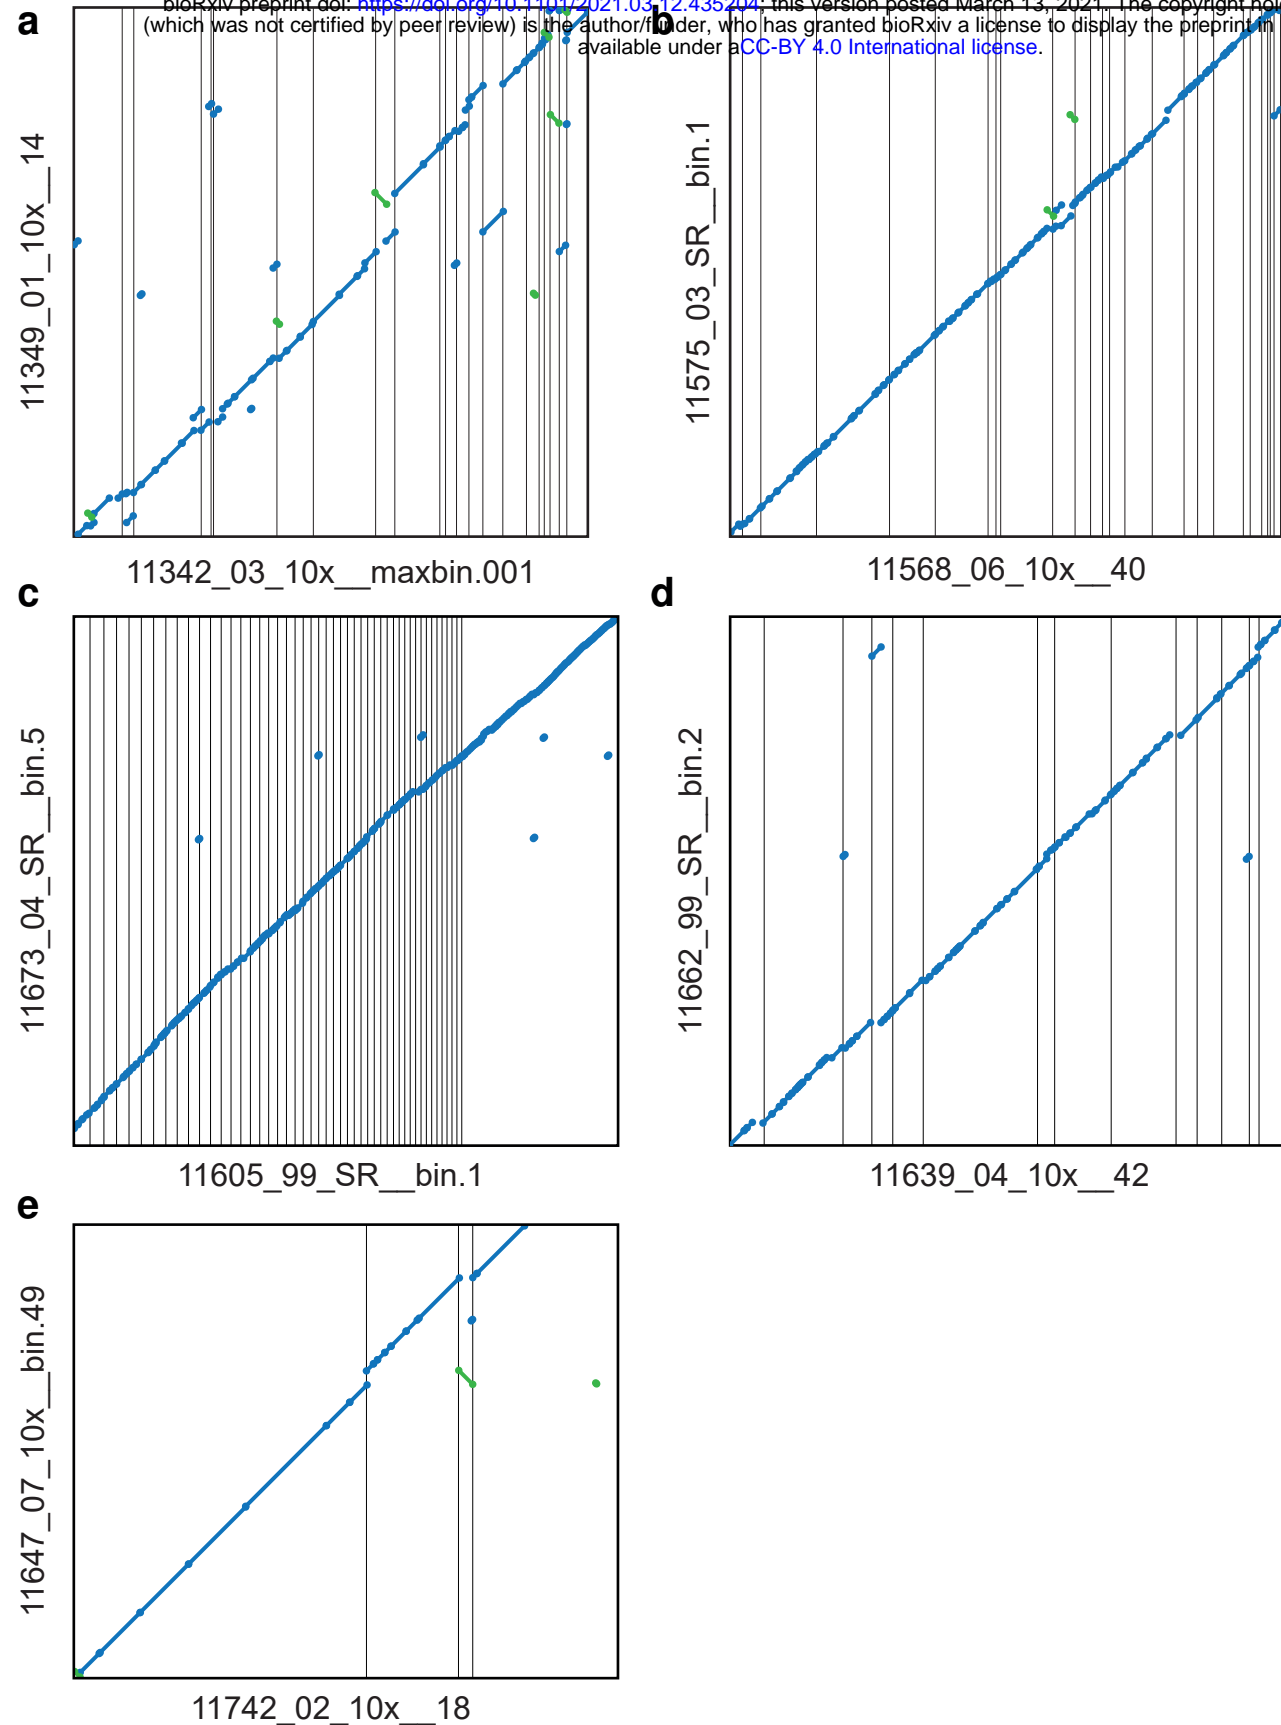 bioRxiv preprint doi: https://doi.org/10.1101/2021.03.12.435204; this version posted March 13, 2021. The copyright
(which was not certified by peer review) is the author/funder, who has granted bioRxiv a license to display the preprint in
available under aCC-BY 4.0 International license.
a
11349_01_10x__14
11342_03_10x__maxbin.001
b
11575_03_SR__bin.1
11568_06_10x__40
c
11673_04_SR__bin.5
11605_99_SR__bin.1
d
11662_99_SR__bin.2
11639_04_10x__42
e
11647_07_10x__bin.49
11742_02_10x__18